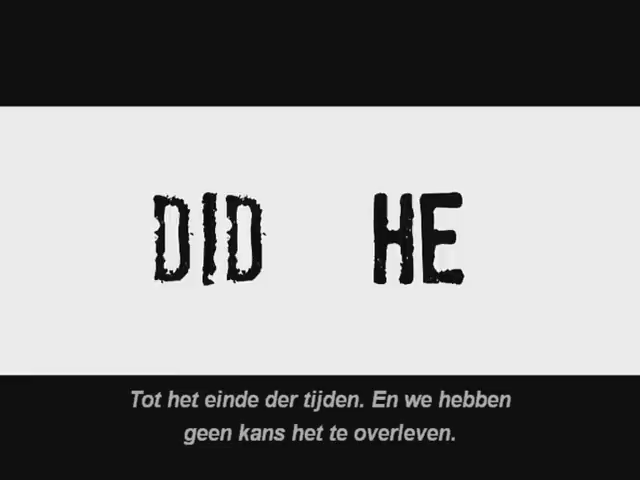 DID HE
Tot het einde der tijden. En we hebben
geen kans het te overleven.